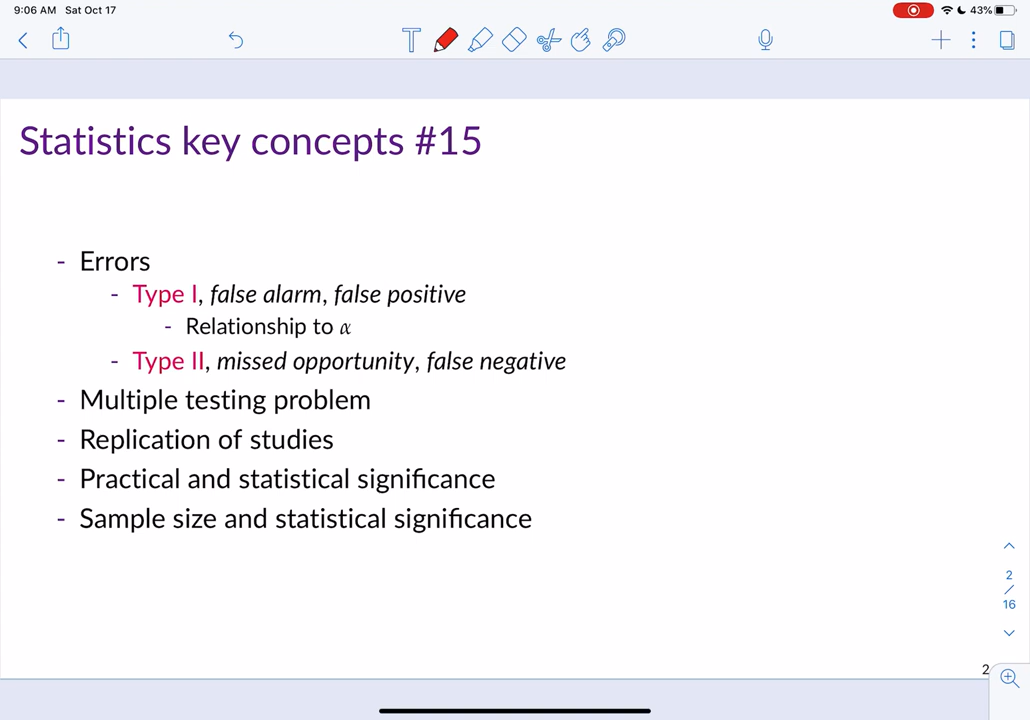 9:06 AM Sat Oct 17
43%
Statistics key concepts #15
- Errors
- Type I, false alarm, false positive
- Relationship to α
- Type II, missed opportunity, false negative
- Multiple testing problem
- Replication of studies
- Practical and statistical significance
- Sample size and statistical significance
2
/
16
2